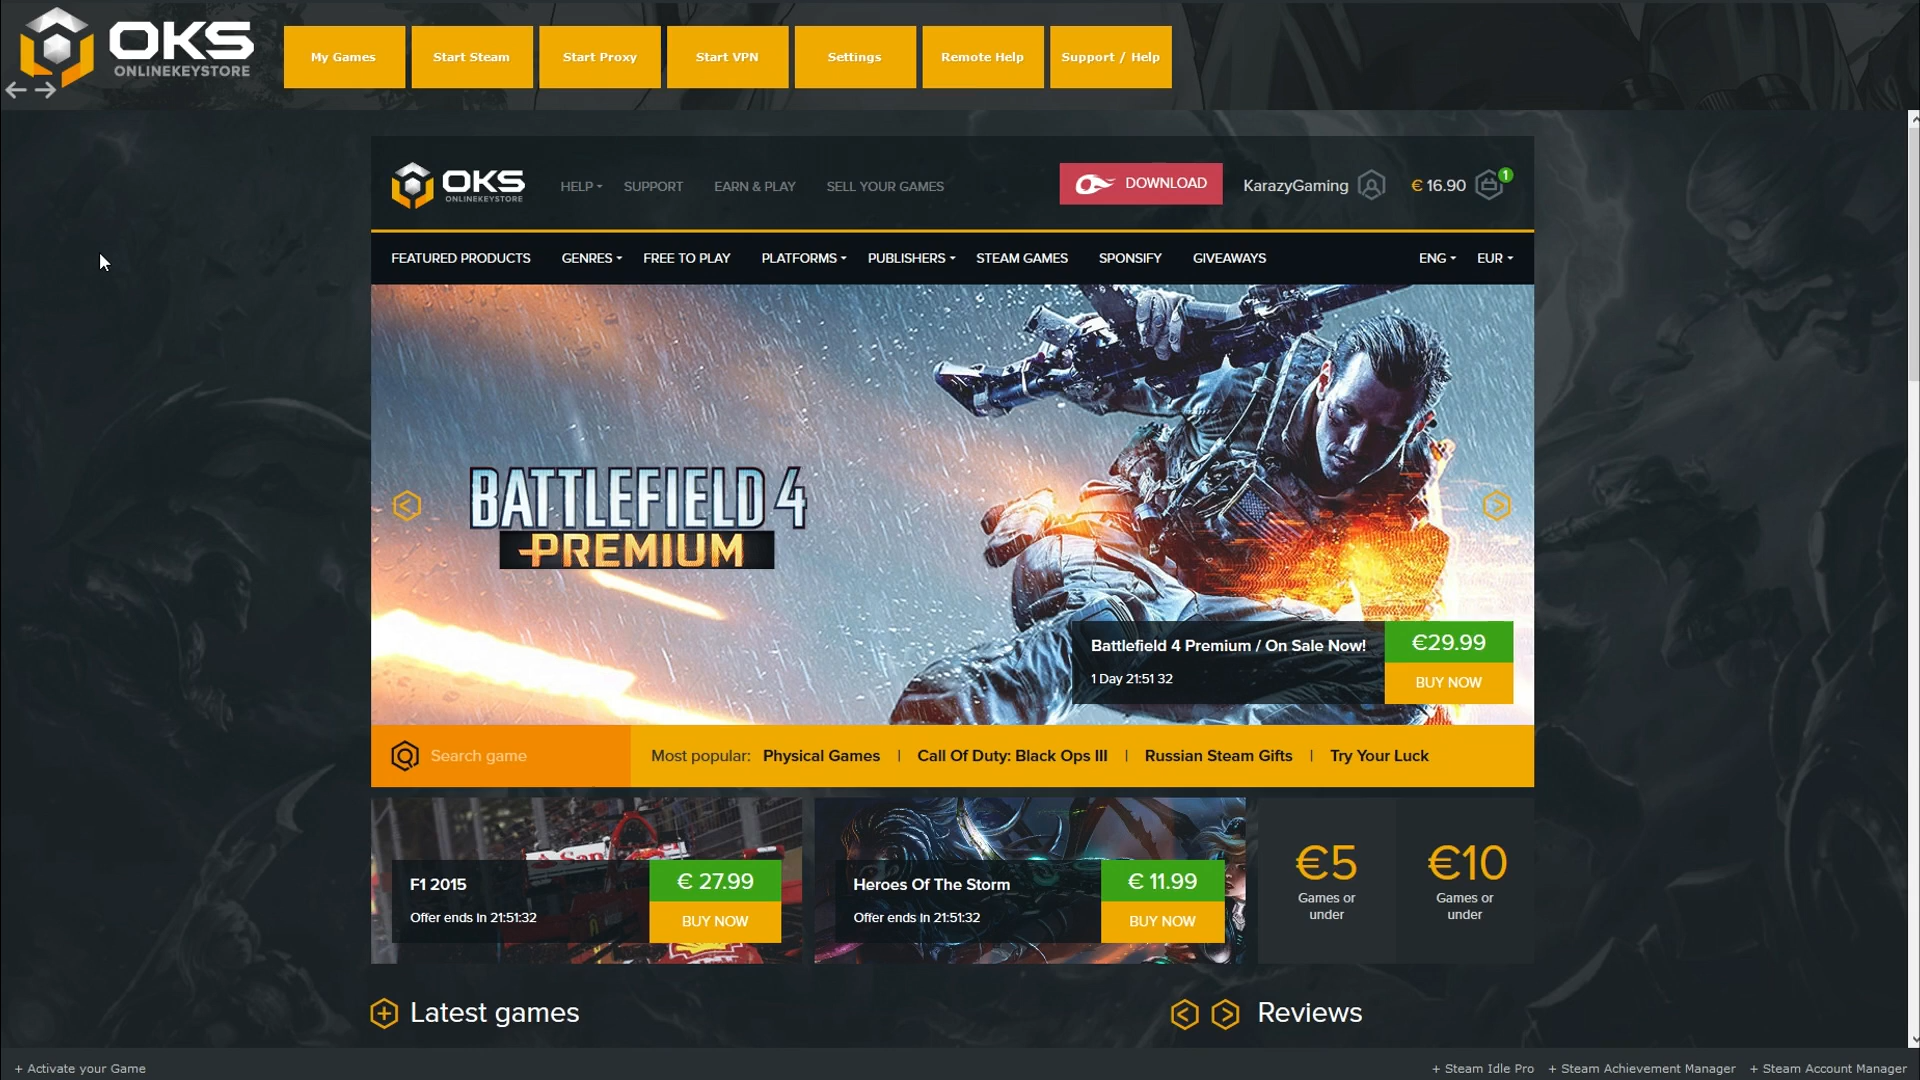 OKS
ONLINEKEYSTORE
My Games
Start Steam
Start Proxy
Start VPN
Settings
Remote Help
Support / Help
OKS
ONLINEKEYSTORE
HELP
SUPPORT
EARN & PLAY
SELL YOUR GAMES
DOWNLOAD
KarazyGaming
€ 16.90
1
FEATURED PRODUCTS
GENRES
FREE TO PLAY
PLATFORMS
PUBLISHERS
STEAM GAMES
SPONSIFY
GIVEAWAYS
ENG
EUR
BATTLEFIELD 4
PREMIUM
Battlefield 4 Premium / On Sale Now!
1 Day 21:51 32
€29.99
BUY NOW
Search game
Most popular: Physical Games | Call Of Duty: Black Ops III | Russian Steam Gifts | Try Your Luck
F1 2015
Offer ends In 21:51:32
€ 27.99
BUY NOW
Heroes Of The Storm
Offer ends In 21:51:32
€ 11.99
BUY NOW
€5
Games or
under
€10
Games or
under
Latest games
Reviews
+ Activate your Game
+ Steam Idle Pro
+ Steam Achievement Manager
+ Steam Account Manager